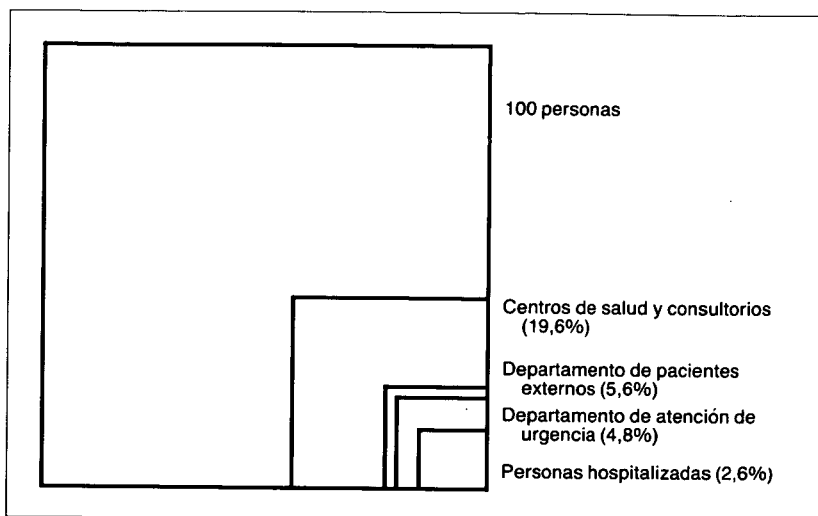 100 personas
Centros de salud y consultorios
(19,6%)
Departamento de pacientes
externos (5,6%)
Departamento de atención de
urgencia (4,8%)
Personas hospitalizadas (2,6%)